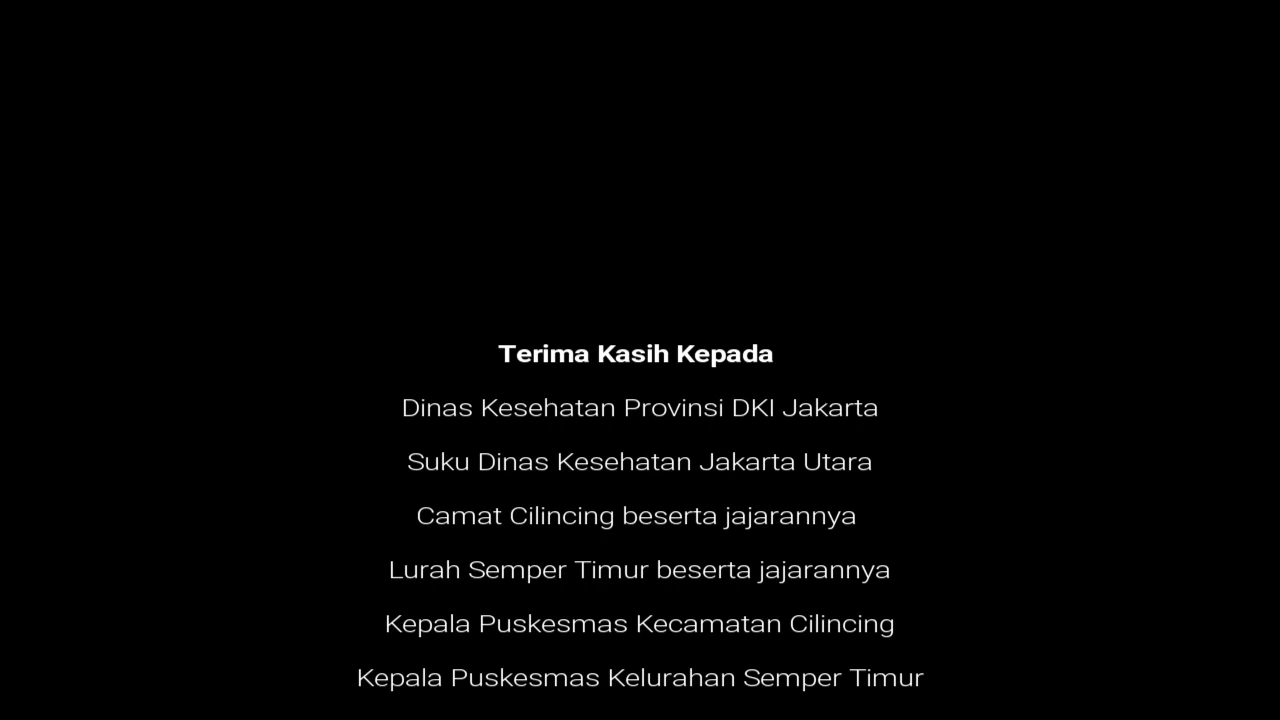 Terima Kasih Kepada
Dinas Kesehatan Provinsi DKI Jakarta
Suku Dinas Kesehatan Jakarta Utara
Camat Cilincing beserta jajarannya
Lurah Semper Timur beserta jajarannya
Kepala Puskesmas Kecamatan Cilincing
Kepala Puskesmas Kelurahan Semper Timur